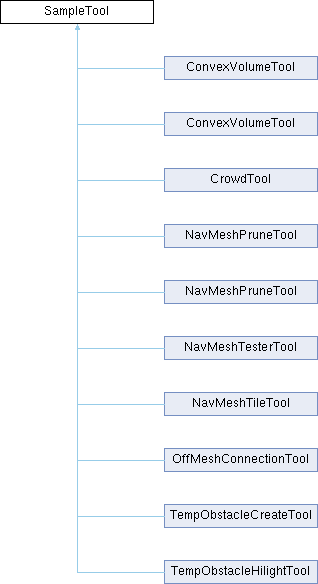 SampleTool
ConvexVolumeTool
ConvexVolumeTool
CrowdTool
NavMeshPruneTool
NavMeshPruneTool
NavMeshTesterTool
NavMeshTileTool
OffMeshConnectionTool
TempObstacleCreateTool
TempObstacleHilightTool